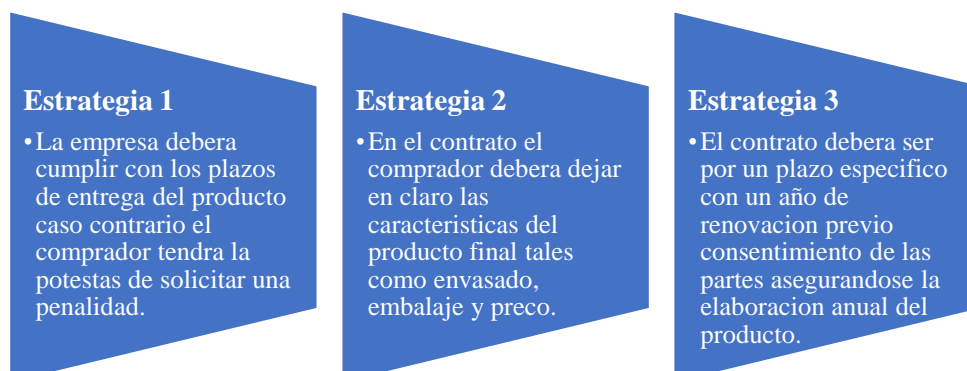 Estrategia 1
•La empresa debera
cumplir con los plazos
de entrega del producto
caso contrario el
comprador tendra la
potestas de solicitar una
penalidad.
Estrategia 2
•En el contrato el
comprador debera dejar
en claro las
caracteristicas del
producto final tales
como envasado,
embalaje y preco.
Estrategia 3
•El contrato debera ser
por un plazo especifico
con un año de
renovacion previo
consentimiento de las
partes asegurandose la
elaboracion anual del
producto.